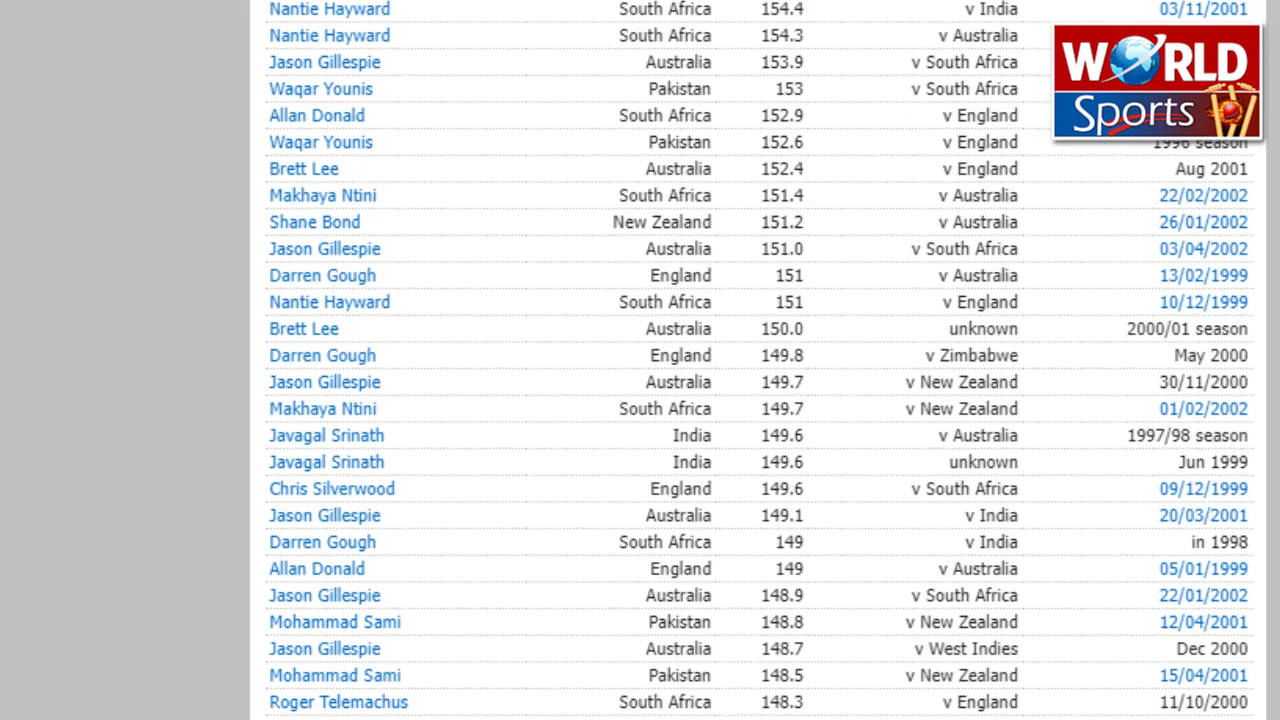 Nantie Hayward South Africa 154.4 v India 03/11/2001
Nantie Hayward South Africa 154.3 v Australia
Jason Gillespie Australia 153.9 v South Africa
Waqar Younis Pakistan 153 v South Africa
Allan Donald South Africa 152.9 v England
Waqar Younis Pakistan 152.6 v England 1996 season
Brett Lee Australia 152.4 v England Aug 2001
Makhaya Ntini South Africa 151.4 v Australia 22/02/2002
Shane Bond New Zealand 151.2 v Australia 26/01/2002
Jason Gillespie Australia 151.0 v South Africa 03/04/2002
Darren Gough England 151 v Australia 13/02/1999
Nantie Hayward South Africa 151 v England 10/12/1999
Brett Lee Australia 150.0 unknown 2000/01 season
Darren Gough England 149.8 v Zimbabwe May 2000
Jason Gillespie Australia 149.7 v New Zealand 30/11/2000
Makhaya Ntini South Africa 149.7 v New Zealand 01/02/2002
Javagal Srinath India 149.6 v Australia 1997/98 season
Javagal Srinath India 149.6 unknown Jun 1999
Chris Silverwood England 149.6 v South Africa 09/12/1999
Jason Gillespie Australia 149.1 v India 20/03/2001
Darren Gough South Africa 149 v India in 1998
Allan Donald England 149 v Australia 05/01/1999
Jason Gillespie Australia 148.9 v South Africa 22/01/2002
Mohammad Sami Pakistan 148.8 v New Zealand 12/04/2001
Jason Gillespie Australia 148.7 v West Indies Dec 2000
Mohammad Sami Pakistan 148.5 v New Zealand 15/04/2001
Roger Telemachus South Africa 148.3 v England 11/10/2000
WORLD
Sports